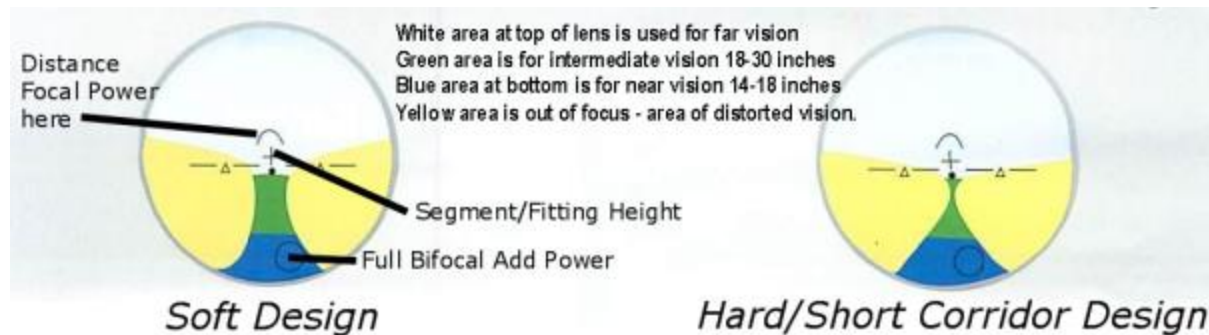 White area at top of lens is used for far vision
Green area is for intermediate vision 18-30 inches
Blue area at bottom is for near vision 14-18 inches
Yellow area is out of focus - area of distorted vision.
Distance
Focal Power
here
Segment/Fitting Height
Full Bifocal Add Power
Soft Design
Hard/Short Corridor Design